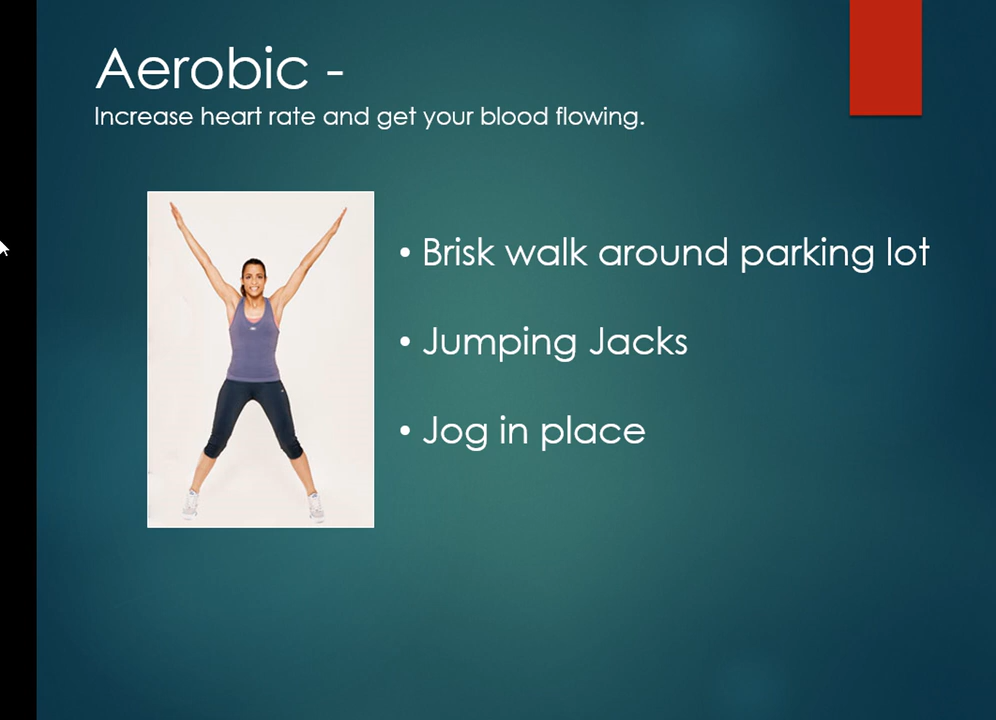 Aerobic -
Increase heart rate and get your blood flowing.
• Brisk walk around parking lot
• Jumping Jacks
• Jog in place